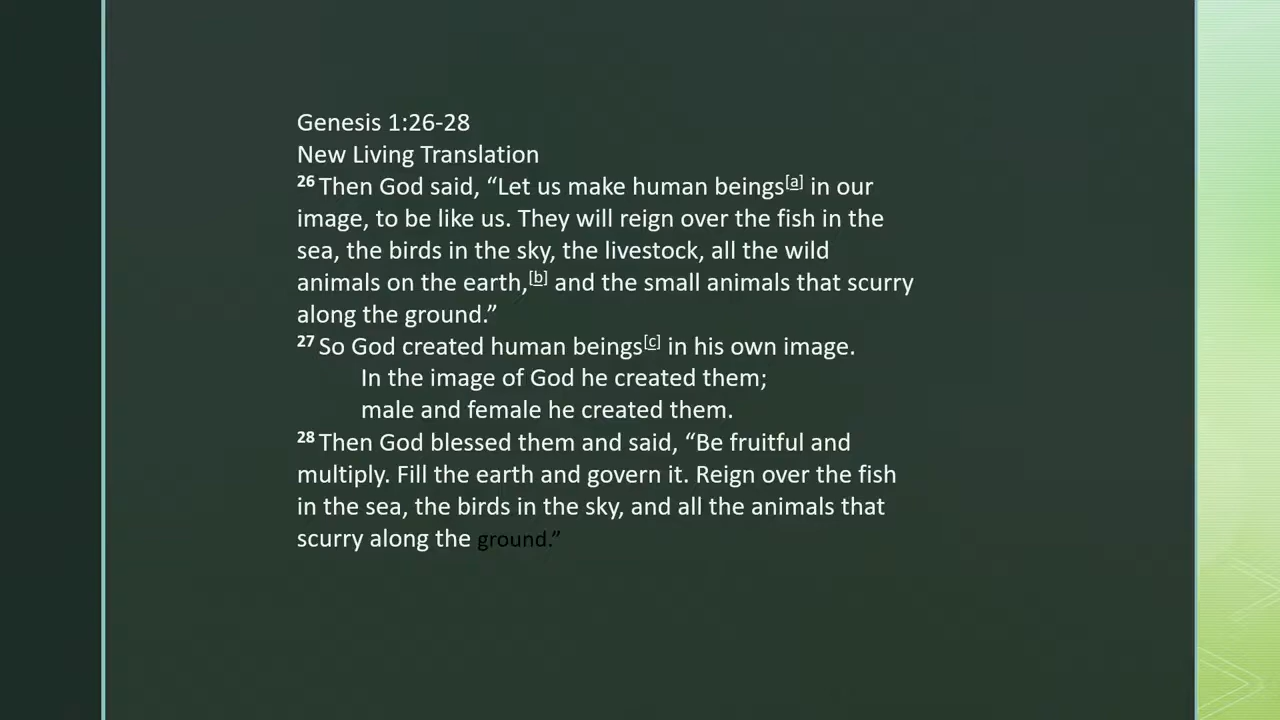 Genesis 1:26-28
New Living Translation
26 Then God said, “Let us make human beings[a] in our
image, to be like us. They will reign over the fish in the
sea, the birds in the sky, the livestock, all the wild
animals on the earth,[b] and the small animals that scurry
along the ground.”
27 So God created human beings[c] in his own image.
In the image of God he created them;
male and female he created them.
28 Then God blessed them and said, “Be fruitful and
multiply. Fill the earth and govern it. Reign over the fish
in the sea, the birds in the sky, and all the animals that
scurry along the ground.”